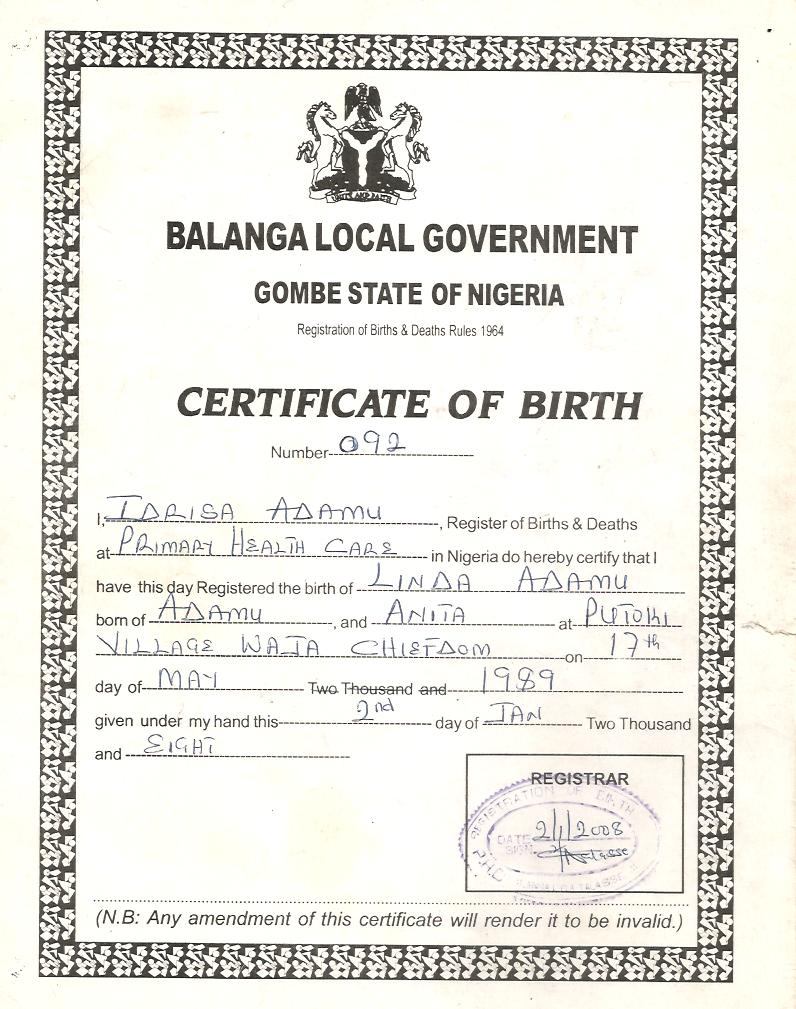 UNITY AND FAITH
BALANGA LOCAL GOVERNMENT
GOMBE STATE OF NIGERIA
Registration of Births & Deaths Rules 1964
CERTIFICATE OF BIRTH
Number 092
I, IDRISA ADAMU, Register of Births & Deaths
at PRIMARY HEALTH CARE in Nigeria do hereby certify that I
have this day Registered the birth of LINDA ADAMU
born of ADAMU, and ANITA at PUTOKI
VILLAGE WAJA CHIEFDOM on 17th
day of MAY Two Thousand and 1989
given under my hand this 2nd day of JAN Two Thousand
and EIGHT
REGISTRAR
REGISTRATION OF BIRTH
DATE 2/1/2008
SIGN
P.H.C
(N.B: Any amendment of this certificate will render it to be invalid.)